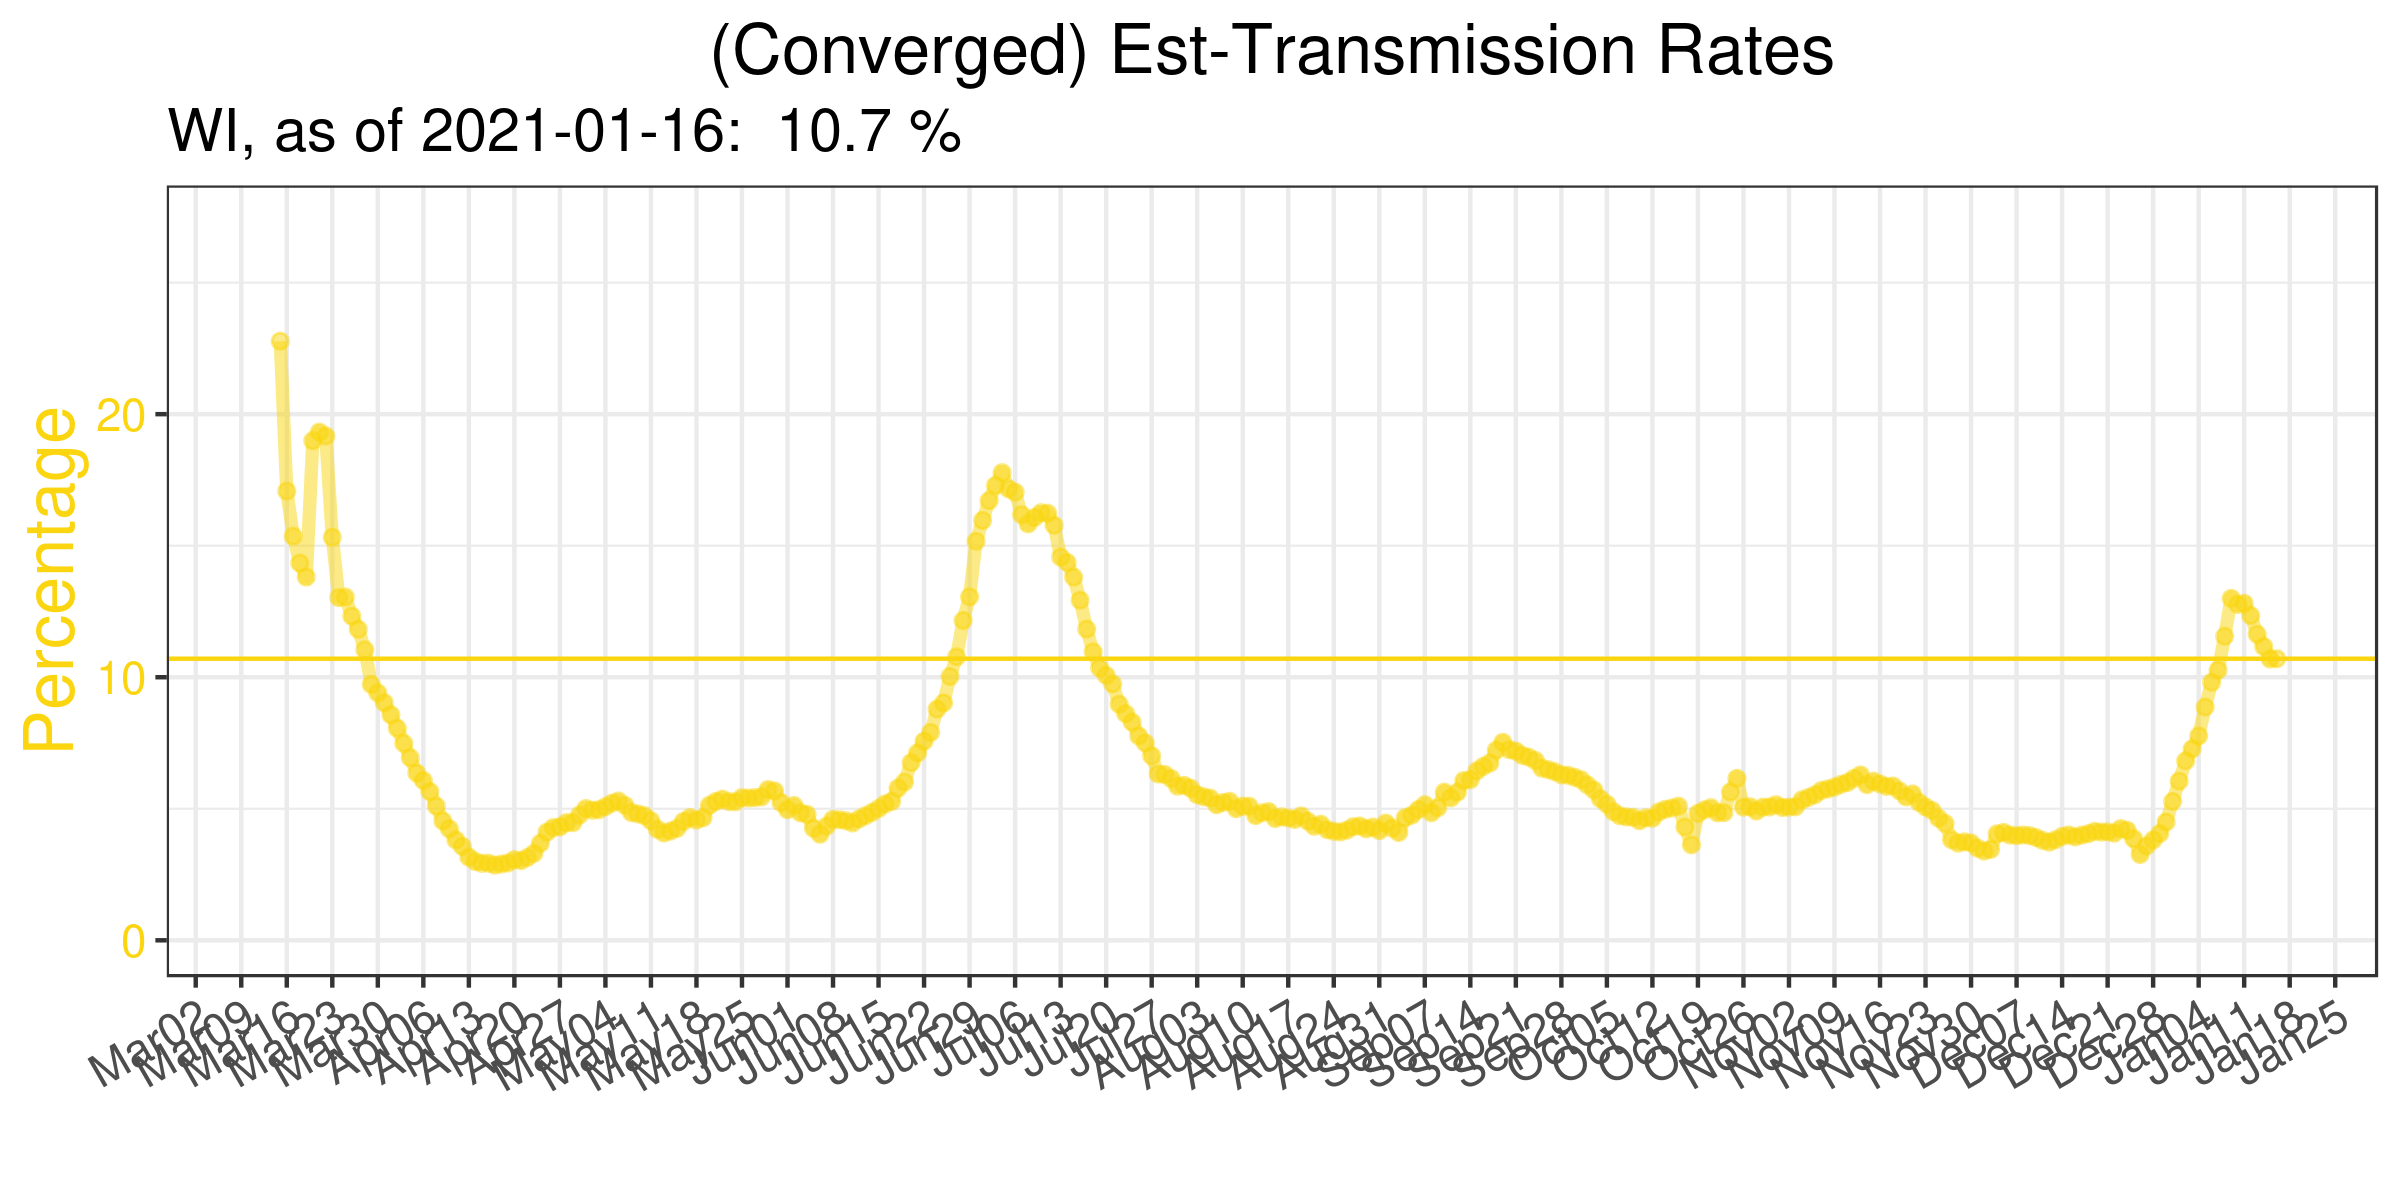 (Converged) Est-Transmission Rates
WI, as of 2021-01-16:  10.7 %
Percentage
20
10
0
Mar02
Mar09
Mar16
Mar23
Mar30
Apr06
Apr13
Apr20
Apr27
May04
May11
May18
May25
Jun01
Jun08
Jun15
Jun22
Jun29
Jul06
Jul13
Jul20
Jul27
Aug03
Aug10
Aug17
Aug24
Aug31
Sep07
Sep14
Sep21
Sep28
Oct05
Oct12
Oct19
Oct26
Nov02
Nov09
Nov16
Nov23
Nov30
Dec07
Dec14
Dec21
Dec28
Jan04
Jan11
Jan18
Jan25